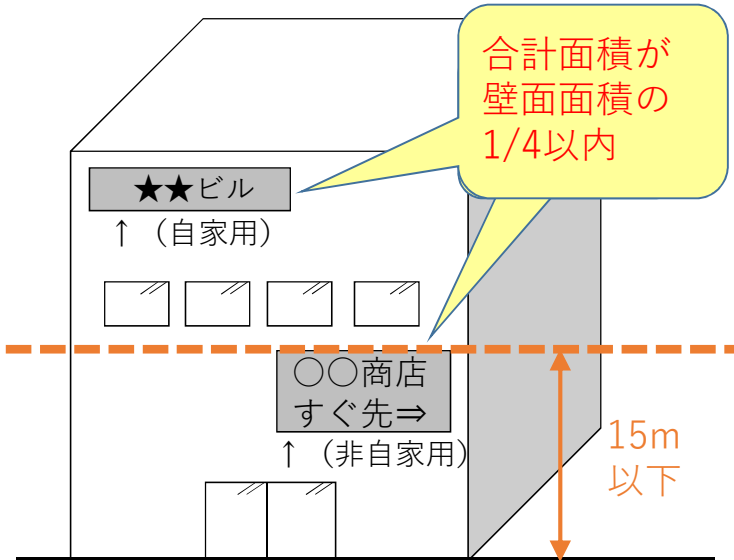 合計面積が
壁面面積の
1/4以内
★★ビル
↑（自家用）
○○商店
すぐ先⇒
↑（非自家用）
15m
以下